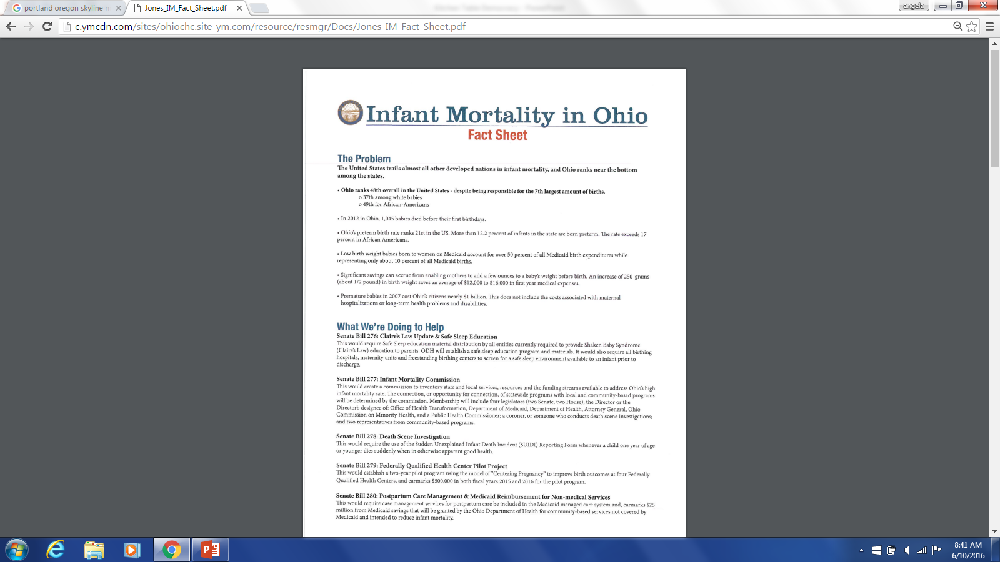 portland oregon skyline
Jones_IM_Fact_Sheet.pdf
Kitchen Table Democracy - PowerPoint
angela
c.ymcdn.com/sites/ohiochc.site-ym.com/resource/resmgr/Docs/Jones_IM_Fact_Sheet.pdf
Infant Mortality in Ohio
Fact Sheet
The Problem
The United States trails almost all other developed nations in infant mortality, and Ohio ranks near the bottom
among the states.
• Ohio ranks 48th overall in the United States - despite being responsible for the 7th largest amount of births.
o 37th among white babies
o 49th for African-Americans
• In 2012 in Ohio, 1,045 babies died before their first birthdays.
• Ohio's preterm birth rate ranks 21st in the US. More than 12.2 percent of infants in the state are born preterm. The rate exceeds 17
percent in African Americans.
• Low birth weight babies born to women on Medicaid account for over 50 percent of all Medicaid birth expenditures while
representing only about 10 percent of all Medicaid births.
• Significant savings can accrue from enabling mothers to add a few ounces to a baby's weight before birth. An increase of 250 grams
(about 1/2 pound) in birth weight saves an average of $12,000 to $16,000 in first year medical expenses.
• Premature babies in 2007 cost Ohio's citizens nearly $1 billion. This does not include the costs associated with maternal
hospitalizations or long-term health problems and disabilities.
What We're Doing to Help
Senate Bill 276: Claire's Law Update & Safe Sleep Education
This would require Safe Sleep education material distribution by all entities currently required to provide Shaken Baby Syndrome
(Claire's Law) education to parents. ODH will establish a safe sleep education program and materials. It would also require all birthing
hospitals, maternity units and freestanding birthing centers to screen for a safe sleep environment available to an infant prior to
discharge.
Senate Bill 277: Infant Mortality Commission
This would create a commission to inventory state and local services, resources and the funding streams available to address Ohio's high
infant mortality rate. The connection, or opportunity for connection, of statewide programs with local and community-based programs
will be determined by the commission. Membership will include four legislators (two Senate, two House); the Director or the
Director's designee of: Office of Health Transformation, Department of Medicaid, Department of Health, Attorney General, Ohio
Commission on Minority Health, and a Public Health Commissioner; a coroner, or someone who conducts death scene investigations;
and two representatives from community-based programs.
Senate Bill 278: Death Scene Investigation
This would require the use of the Sudden Unexplained Infant Death Incident (SUIDI) Reporting Form whenever a child one year of age
or younger dies suddenly when in otherwise apparent good health.
Senate Bill 279: Federally Qualified Health Center Pilot Project
This would establish a two-year pilot program using the model of "Centering Pregnancy" to improve birth outcomes at four Federally
Qualified Health Centers, and earmarks $500,000 in both fiscal years 2015 and 2016 for the pilot program.
Senate Bill 280: Postpartum Care Management & Medicaid Reimbursement for Non-medical Services
This would require case management services for postpartum care be included in the Medicaid managed care system and, earmarks $25
million from Medicaid savings that will be granted by the Ohio Department of Health for community-based services not covered by
Medicaid and intended to reduce infant mortality.
8:41 AM
6/10/2016